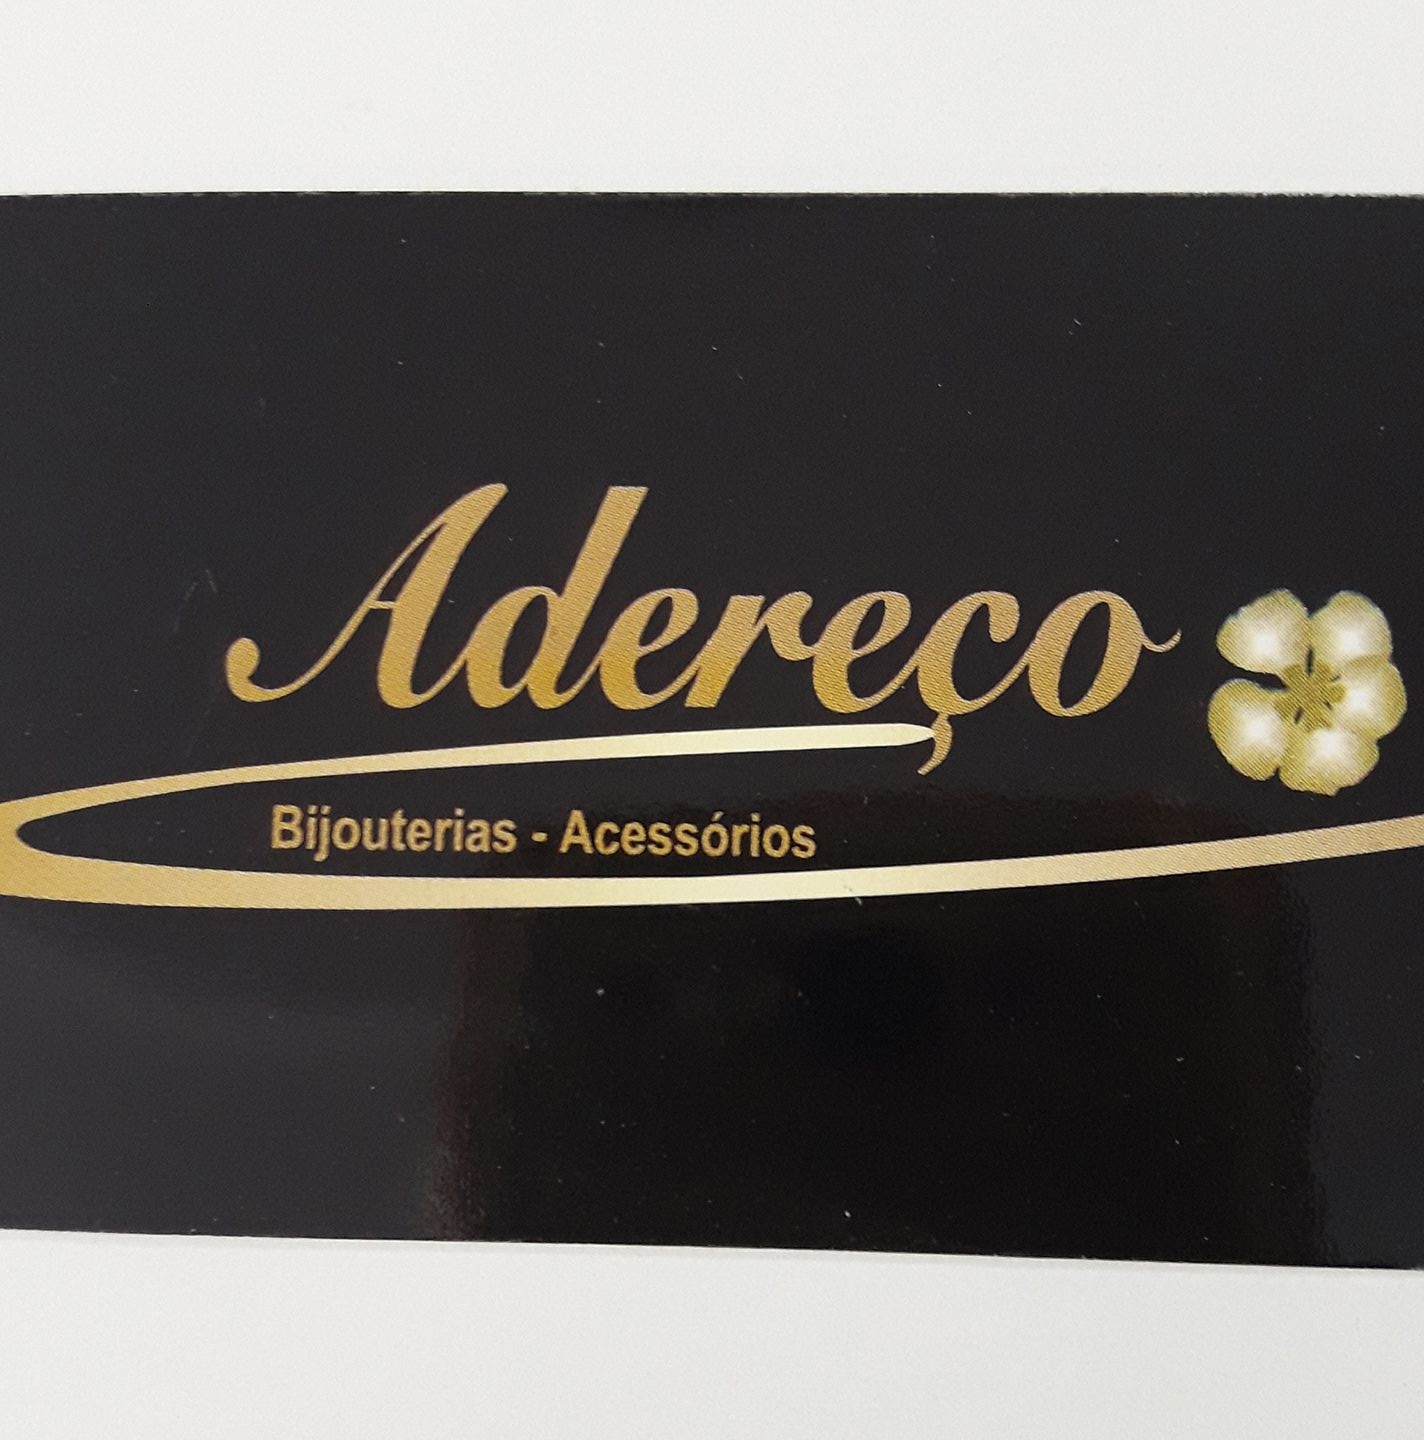 Adereço
Bijouterias - Acessórios